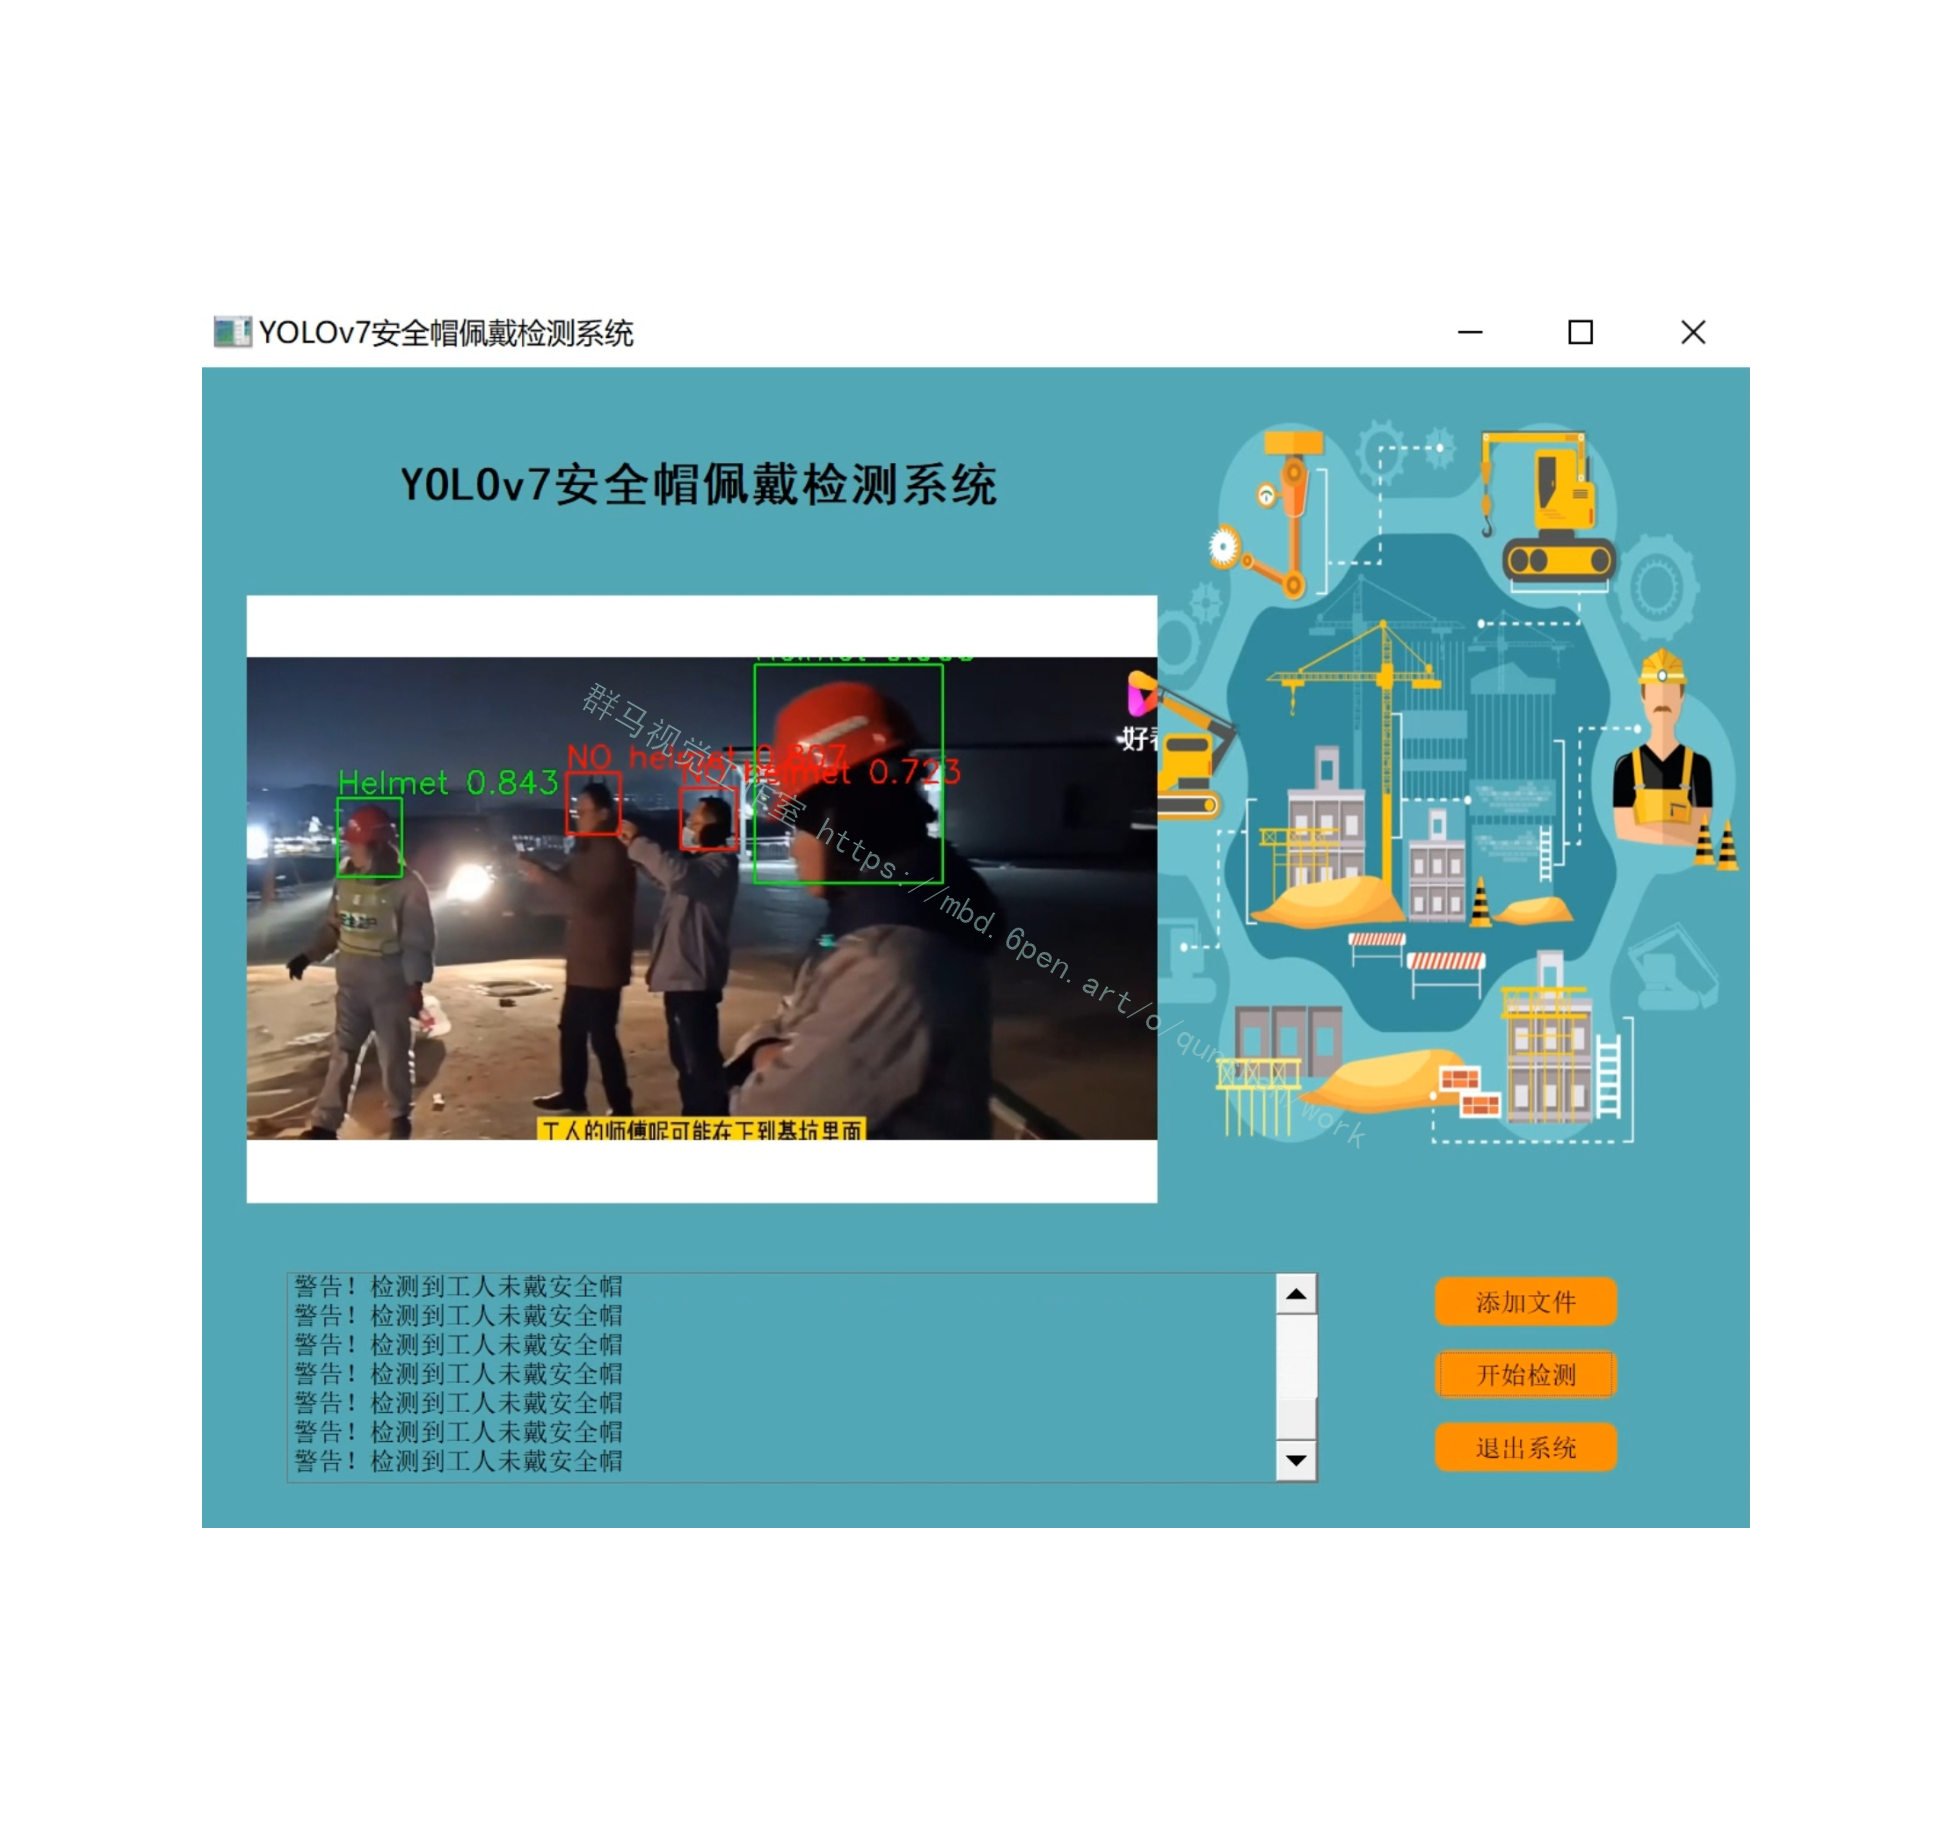 YOLOv7安全帽佩戴检测系统
YOLOv7安全帽佩戴检测系统
Helmet 0.843
NO helmet 0.807
helmet 0.723
好
群马视觉工作室 https://mbd.6pen.art/o/
工人的师傅呢可能在下到基坑里面
警告！检测到工人未戴安全帽
警告！检测到工人未戴安全帽
警告！检测到工人未戴安全帽
警告！检测到工人未戴安全帽
警告！检测到工人未戴安全帽
警告！检测到工人未戴安全帽
警告！检测到工人未戴安全帽
添加文件
开始检测
退出系统